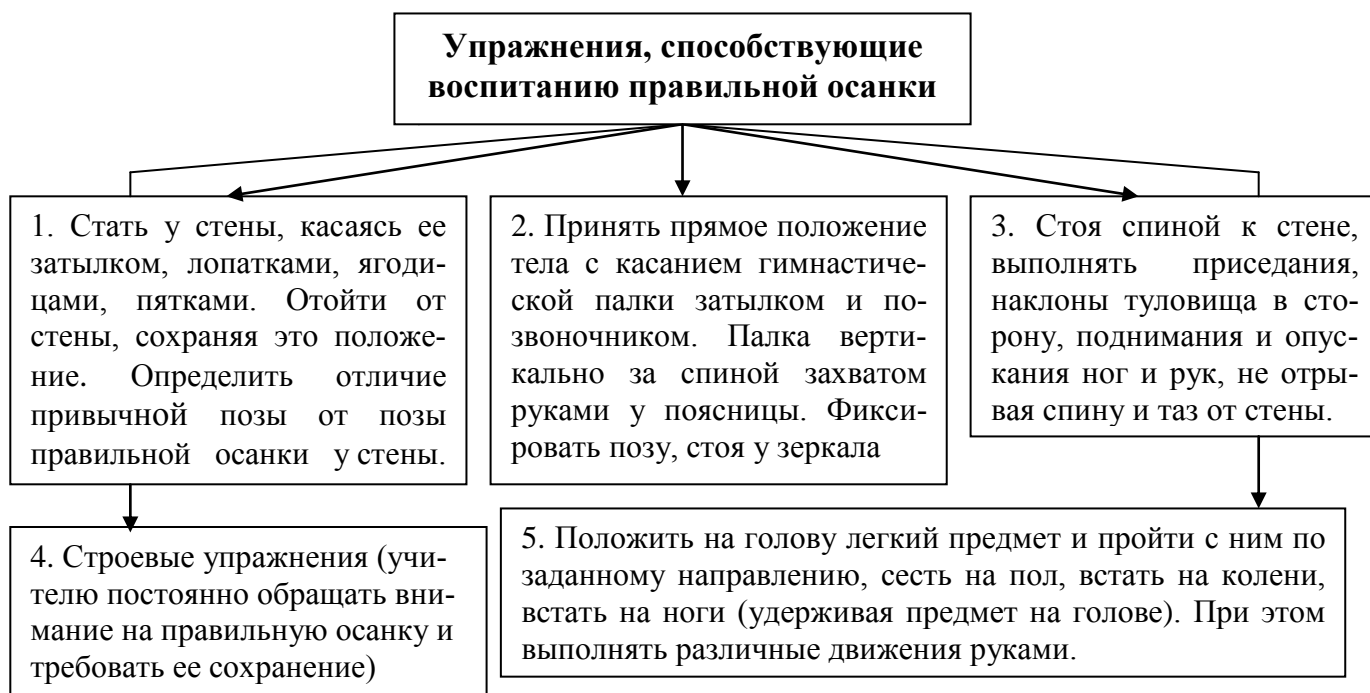 Упражнения, способствующие
воспитанию правильной осанки
1. Стать у стены, касаясь ее
затылком, лопатками, ягоди-
цами, пятками. Отойти от
стены, сохраняя это положе-
ние. Определить отличие
привычной позы от позы
правильной осанки у стены.
2. Принять прямое положение
тела с касанием гимнастиче-
ской палки затылком и по-
звоночником. Палка верти-
кально за спиной захватом
руками у поясницы. Фикси-
ровать позу, стоя у зеркала
3. Стоя спиной к стене,
выполнять приседания,
наклоны туловища в сто-
рону, поднимания и опус-
кания ног и рук, не отры-
вая спину и таз от стены.
4. Строевые упражнения (учи-
телю постоянно обращать вни-
мание на правильную осанку и
требовать ее сохранение)
5. Положить на голову легкий предмет и пройти с ним по
заданному направлению, сесть на пол, встать на колени,
встать на ноги (удерживая предмет на голове). При этом
выполнять различные движения руками.